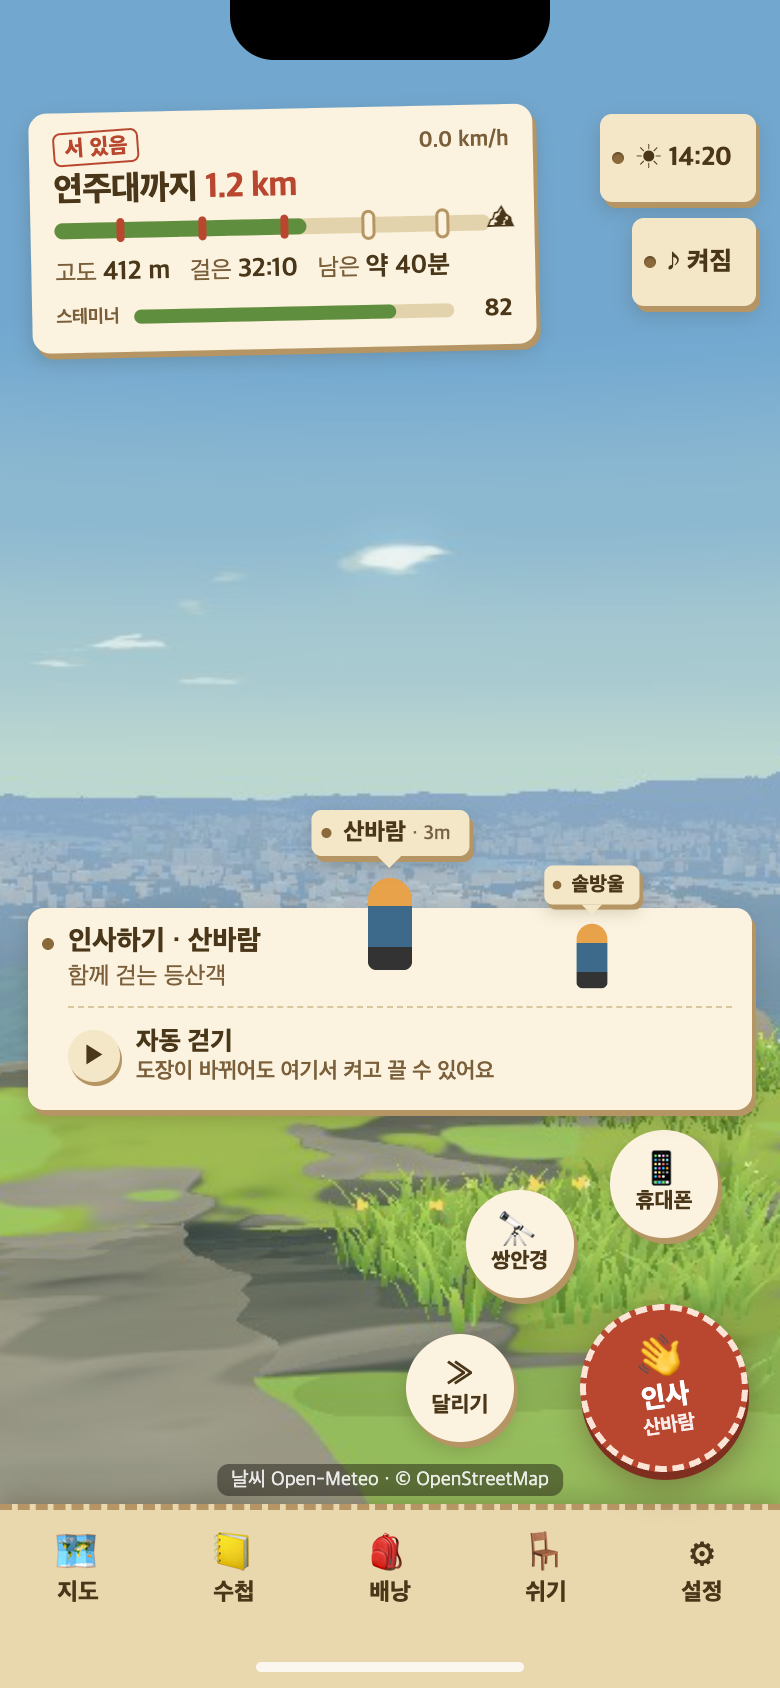 서 있음
0.0 km/h
연주대까지 1.2 km
고도 412 m 걸은 32:10 남은 약 40분
스테미너 82
☀ 14:20
♪ 켜짐
산바람 · 3m
솔방울
인사하기 · 산바람
함께 걷는 등산객
자동 걷기
도장이 바뀌어도 여기서 켜고 끌 수 있어요
휴대폰
쌍안경
달리기
인사
산바람
날씨 Open-Meteo · © OpenStreetMap
지도 수첩 배낭 쉬기 설정